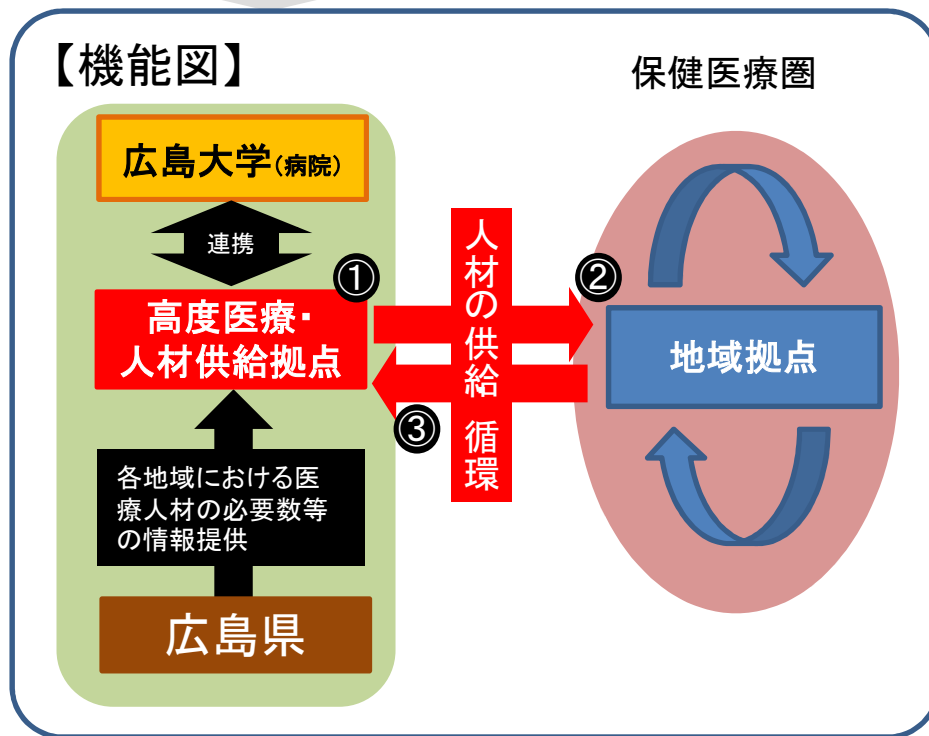 【機能図】
保健医療圏
広島大学(病院)
連携
①
高度医療・
人材供給拠点
人材の供給 循環
②
地域拠点
③
各地域における医
療人材の必要数等
の情報提供
広島県